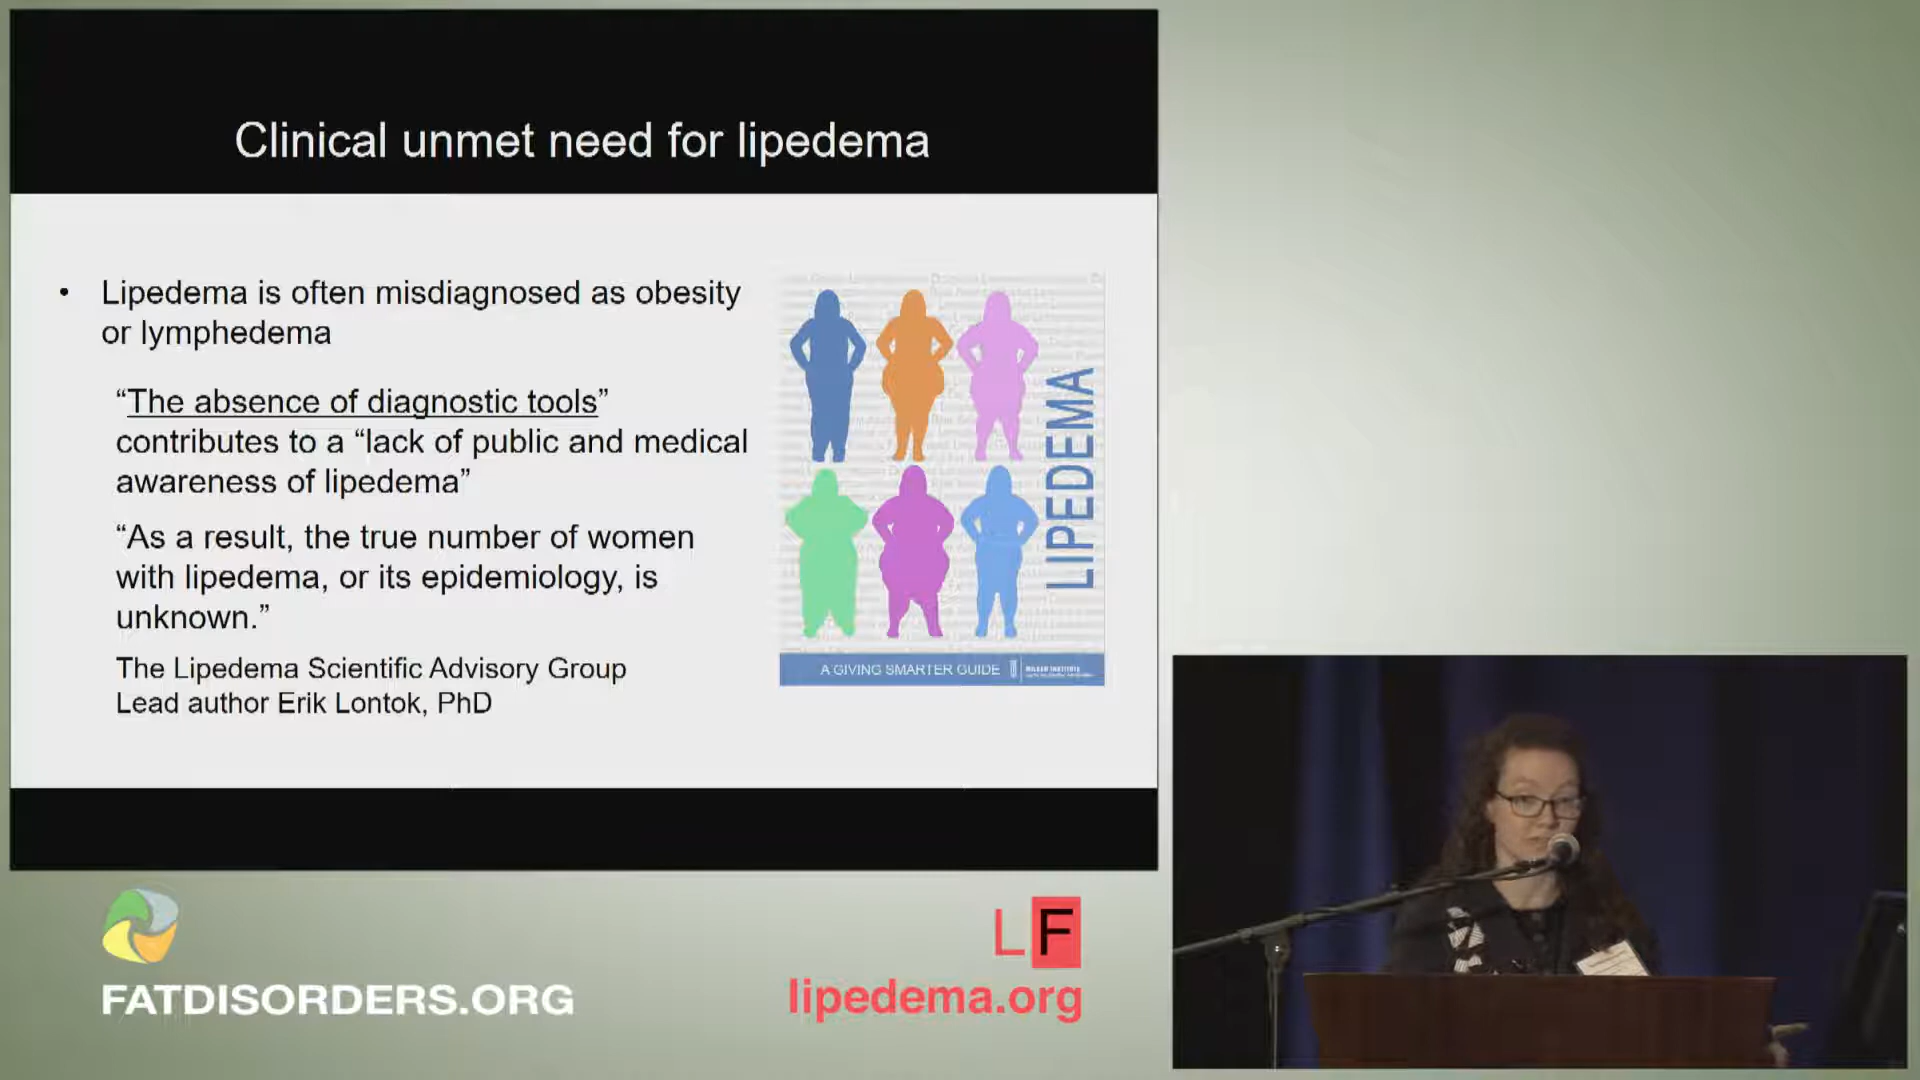 Clinical unmet need for lipedema
• Lipedema is often misdiagnosed as obesity
or lymphedema
“The absence of diagnostic tools”
contributes to a “lack of public and medical
awareness of lipedema”
“As a result, the true number of women
with lipedema, or its epidemiology, is
unknown.”
The Lipedema Scientific Advisory Group
Lead author Erik Lontok, PhD
LIPEDEMA
A GIVING SMARTER GUIDE
MILKEN INSTITUTE
FATDISORDERS.ORG
LF
lipedema.org